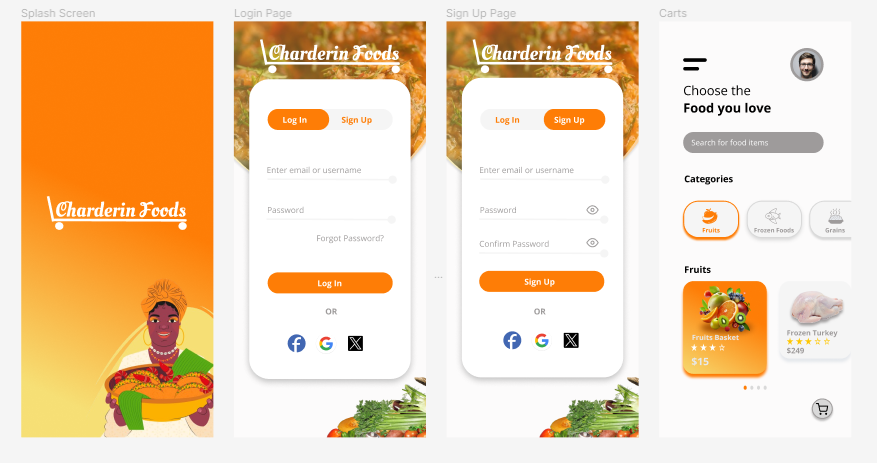 Splash Screen
Charderin Foods
Login Page
Charderin Foods
Log In
Sign Up
Enter email or username
Password
Forgot Password?
Log In
OR
Sign Up Page
Charderin Foods
Log In
Sign Up
Enter email or username
Password
Confirm Password
Sign Up
OR
Carts
Choose the
Food you love
Search for food items
Categories
Fruits
Frozen Foods
Grains
Fruits
Fruits Basket
$15
Frozen Turkey
$249